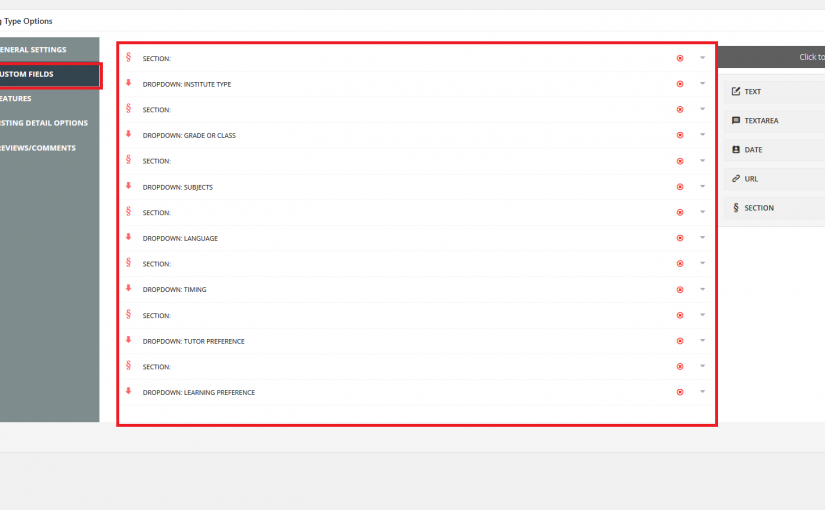 g Type Options
ENERAL SETTINGS
USTOM FIELDS
EATURES
ISTING DETAIL OPTIONS
REVIEWS/COMMENTS
§ SECTION:
DROPDOWN: INSTITUTE TYPE
§ SECTION:
DROPDOWN: GRADE OR CLASS
§ SECTION:
DROPDOWN: SUBJECTS
§ SECTION:
DROPDOWN: LANGUAGE
§ SECTION:
DROPDOWN: TIMING
§ SECTION:
DROPDOWN: TUTOR PREFERENCE
§ SECTION:
DROPDOWN: LEARNING PREFERENCE
Click to
TEXT
TEXTAREA
DATE
URL
§ SECTION